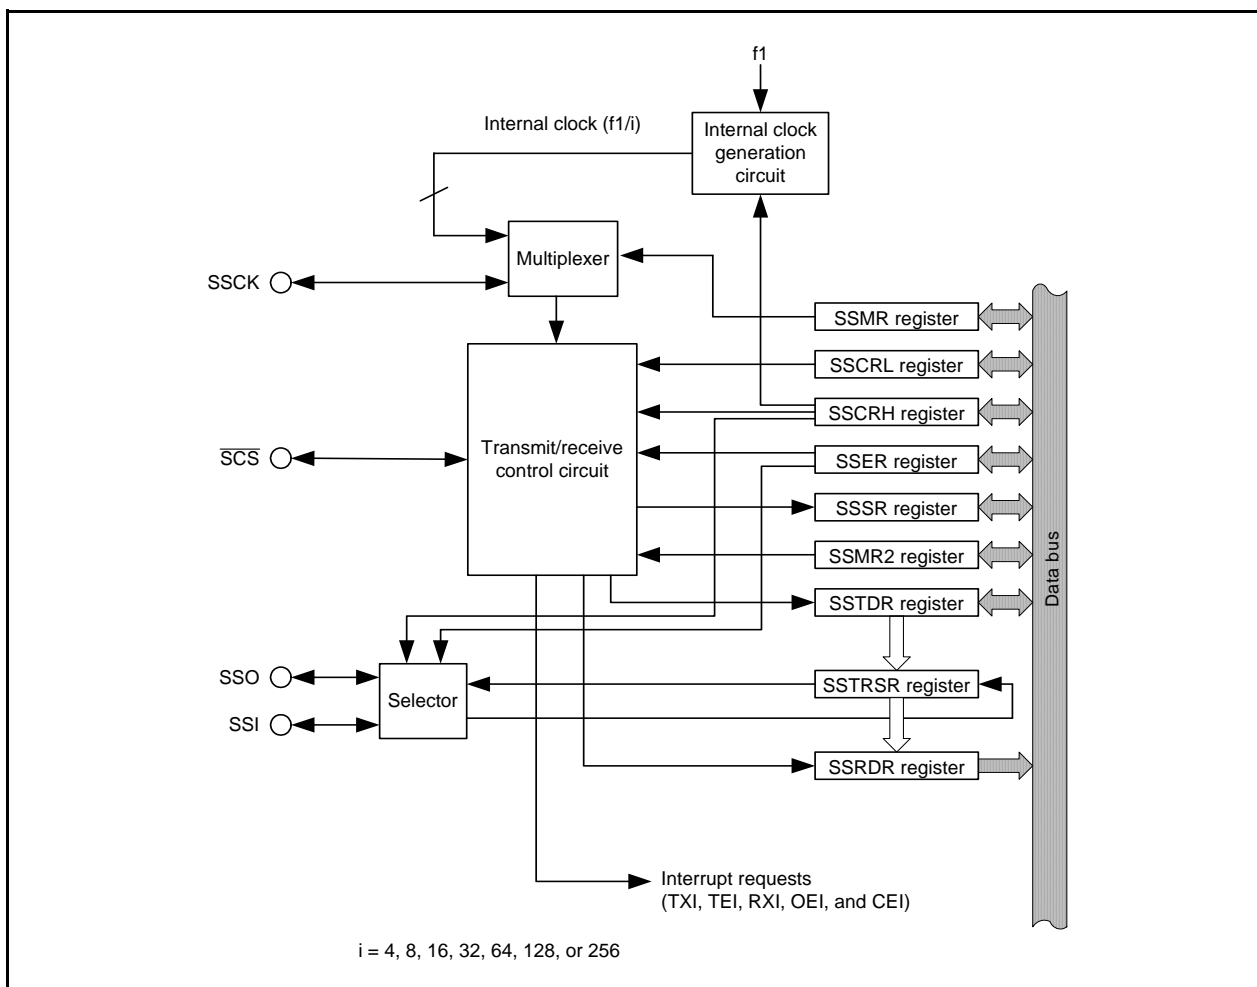 f1
Internal clock (f1/i)
Internal clock
generation
circuit
Multiplexer
SSCK
SSMR register
SSCRL register
SSCRH register
Transmit/receive
control circuit
SCS
SSER register
SSSR register
SSMR2 register
Data bus
SSTDR register
SSO
SSTRSR register
Selector
SSI
SSRDR register
Interrupt requests
(TXI, TEI, RXI, OEI, and CEI)
i = 4, 8, 16, 32, 64, 128, or 256